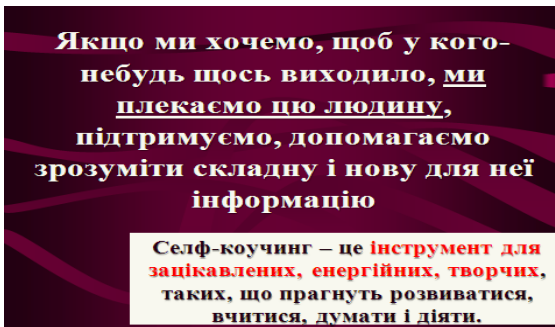 Якщо ми хочемо, щоб у кого-
небудь щось виходило, ми
плекаємо цю людину,
підтримуємо, допомагаємо
зрозуміти складну і нову для неї
інформацію
Селф-коучинг – це інструмент для
зацікавлених, енергійних, творчих,
таких, що прагнуть розвиватися,
вчитися, думати і діяти.